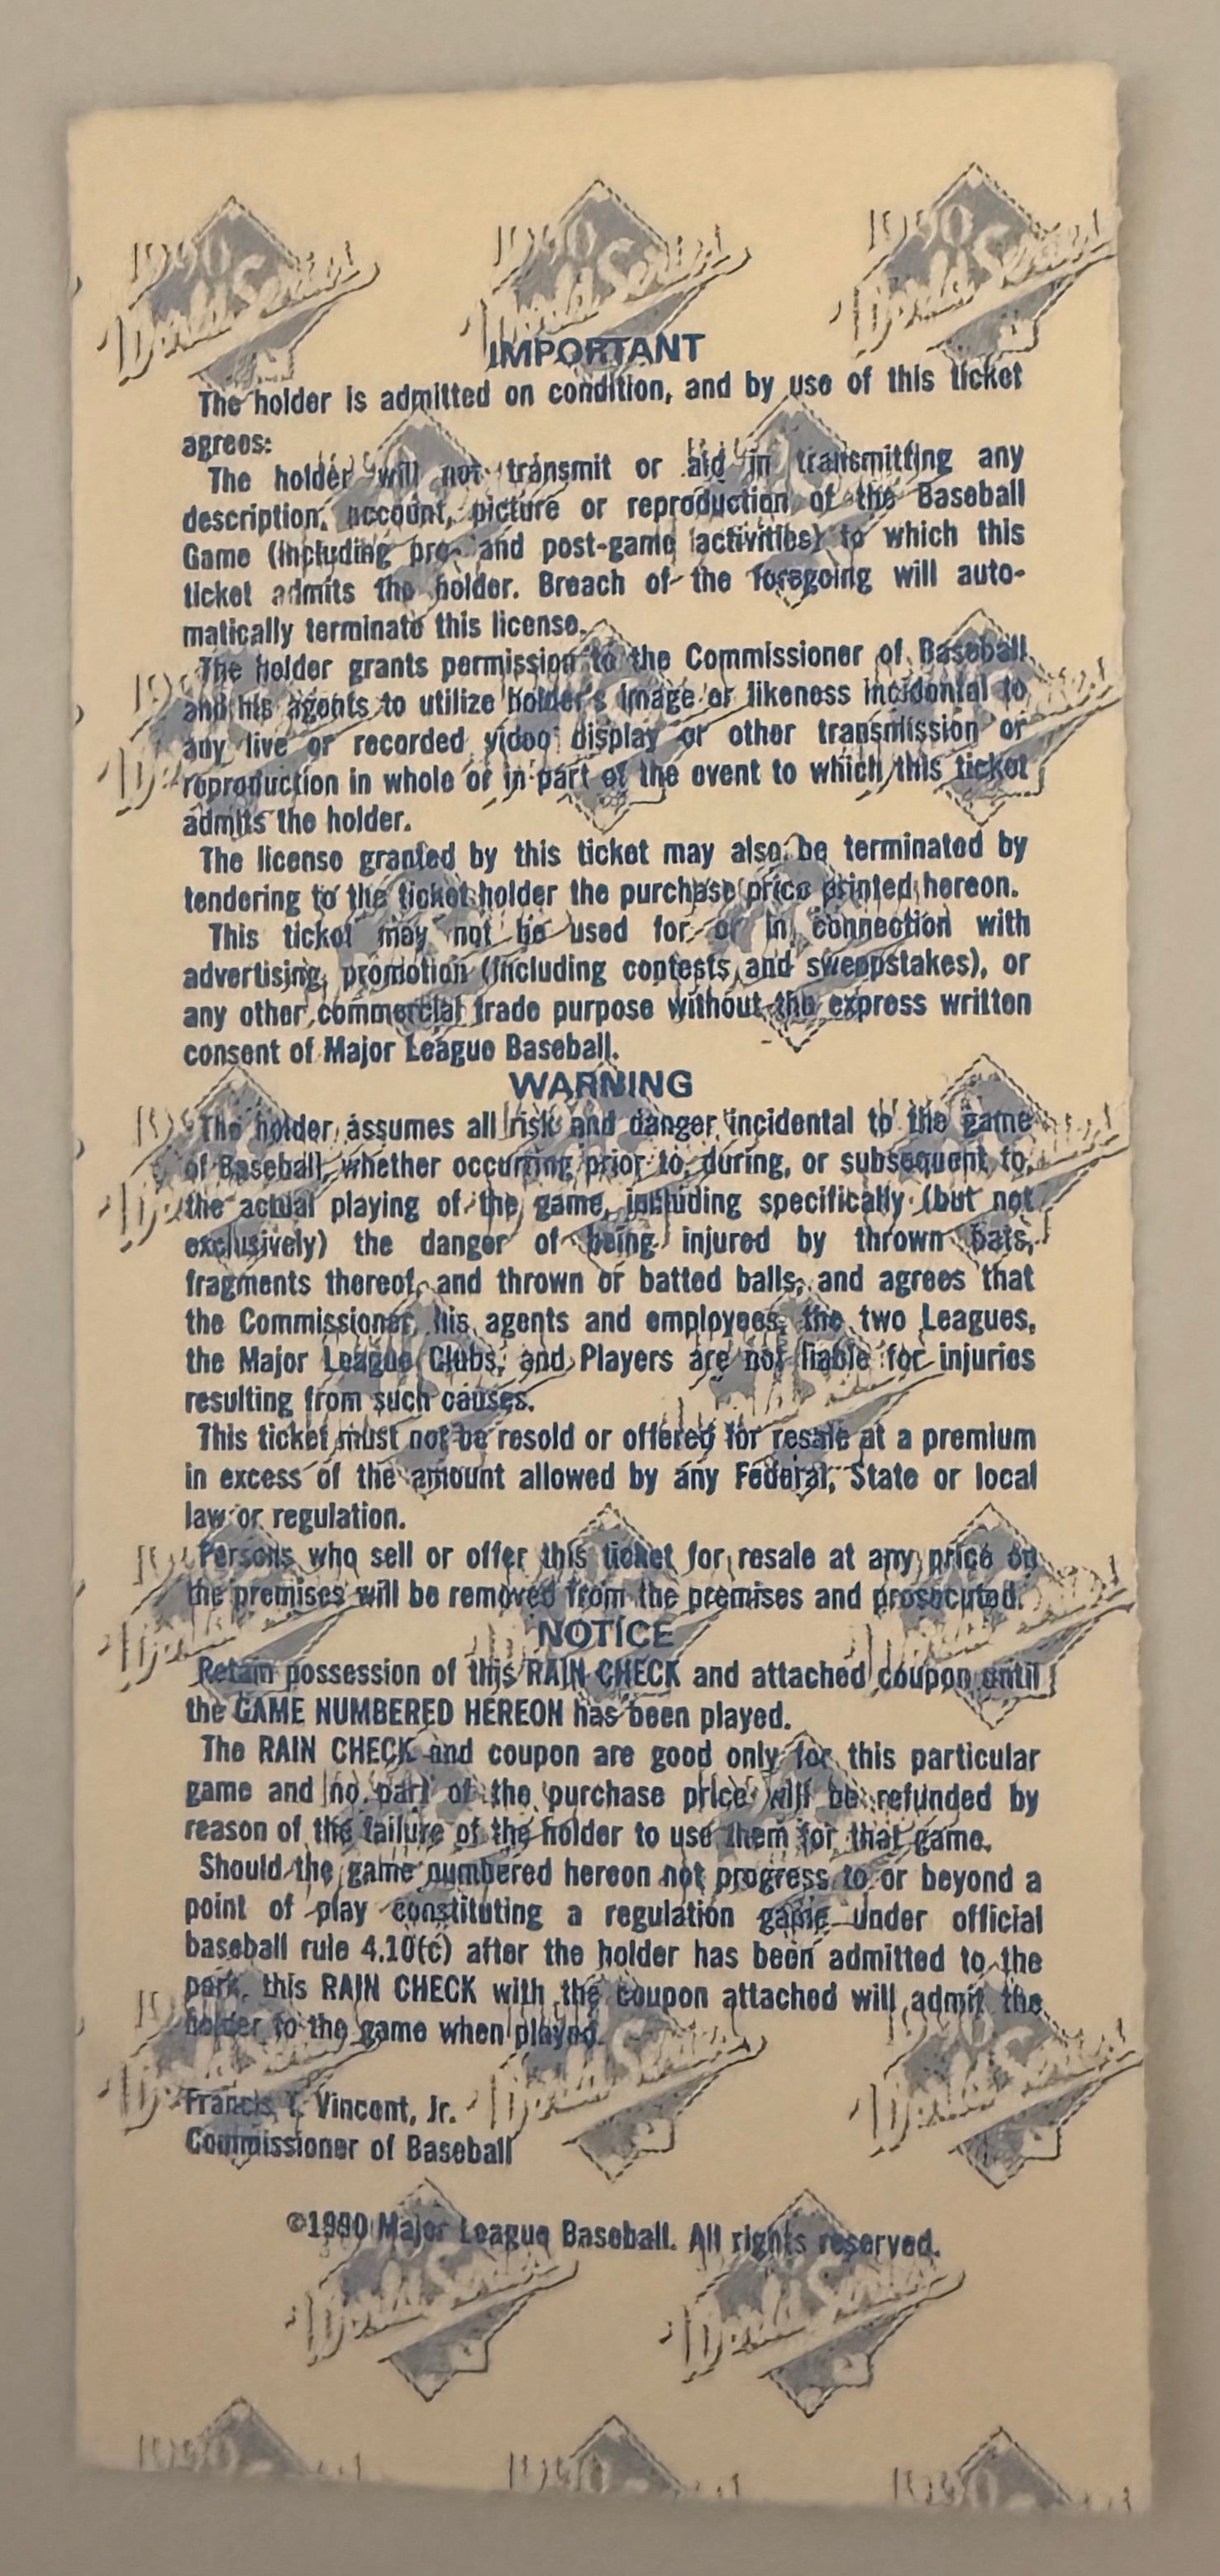 1990 World Series
1990 World Series
1990 World Series
IMPORTANT
The holder is admitted on condition, and by use of this ticket
agrees:
The holder will not transmit or aid in transmitting any
description, account, picture or reproduction of the Baseball
Game (including pre- and post-game activities) to which this
ticket admits the holder. Breach of the foregoing will auto-
matically terminate this license.
The holder grants permission to the Commissioner of Baseball
and his agents to utilize holder's image or likeness incidental to
any live or recorded video display or other transmission or
reproduction in whole or in part of the event to which this ticket
admits the holder.
The license granted by this ticket may also be terminated by
tendering to the ticket holder the purchase price printed hereon.
This ticket may not be used for or in connection with
advertising, promotion (including contests and sweepstakes), or
any other commercial trade purpose without the express written
consent of Major League Baseball.
WARNING
The holder assumes all risk and danger incidental to the game
of Baseball, whether occurring prior to, during, or subsequent to,
the actual playing of the game, including specifically (but not
exclusively) the danger of being injured by thrown bats,
fragments thereof, and thrown or batted balls, and agrees that
the Commissioner, his agents and employees, the two Leagues,
the Major League Clubs, and Players are not liable for injuries
resulting from such causes.
This ticket must not be resold or offered for resale at a premium
in excess of the amount allowed by any Federal, State or local
law or regulation.
Persons who sell or offer this ticket for resale at any price on
the premises will be removed from the premises and prosecuted.
NOTICE
Retain possession of this RAIN CHECK and attached coupon until
the GAME NUMBERED HEREON has been played.
The RAIN CHECK and coupon are good only for this particular
game and no part of the purchase price will be refunded by
reason of the failure of the holder to use them for that game.
Should the game numbered hereon not progress to or beyond a
point of play constituting a regulation game under official
baseball rule 4.10(c) after the holder has been admitted to the
park, this RAIN CHECK with the coupon attached will admit the
holder to the game when played.
Francis T. Vincent, Jr.
Commissioner of Baseball
©1990 Major League Baseball. All rights reserved.
World Series
World Series
1990
1990
1990